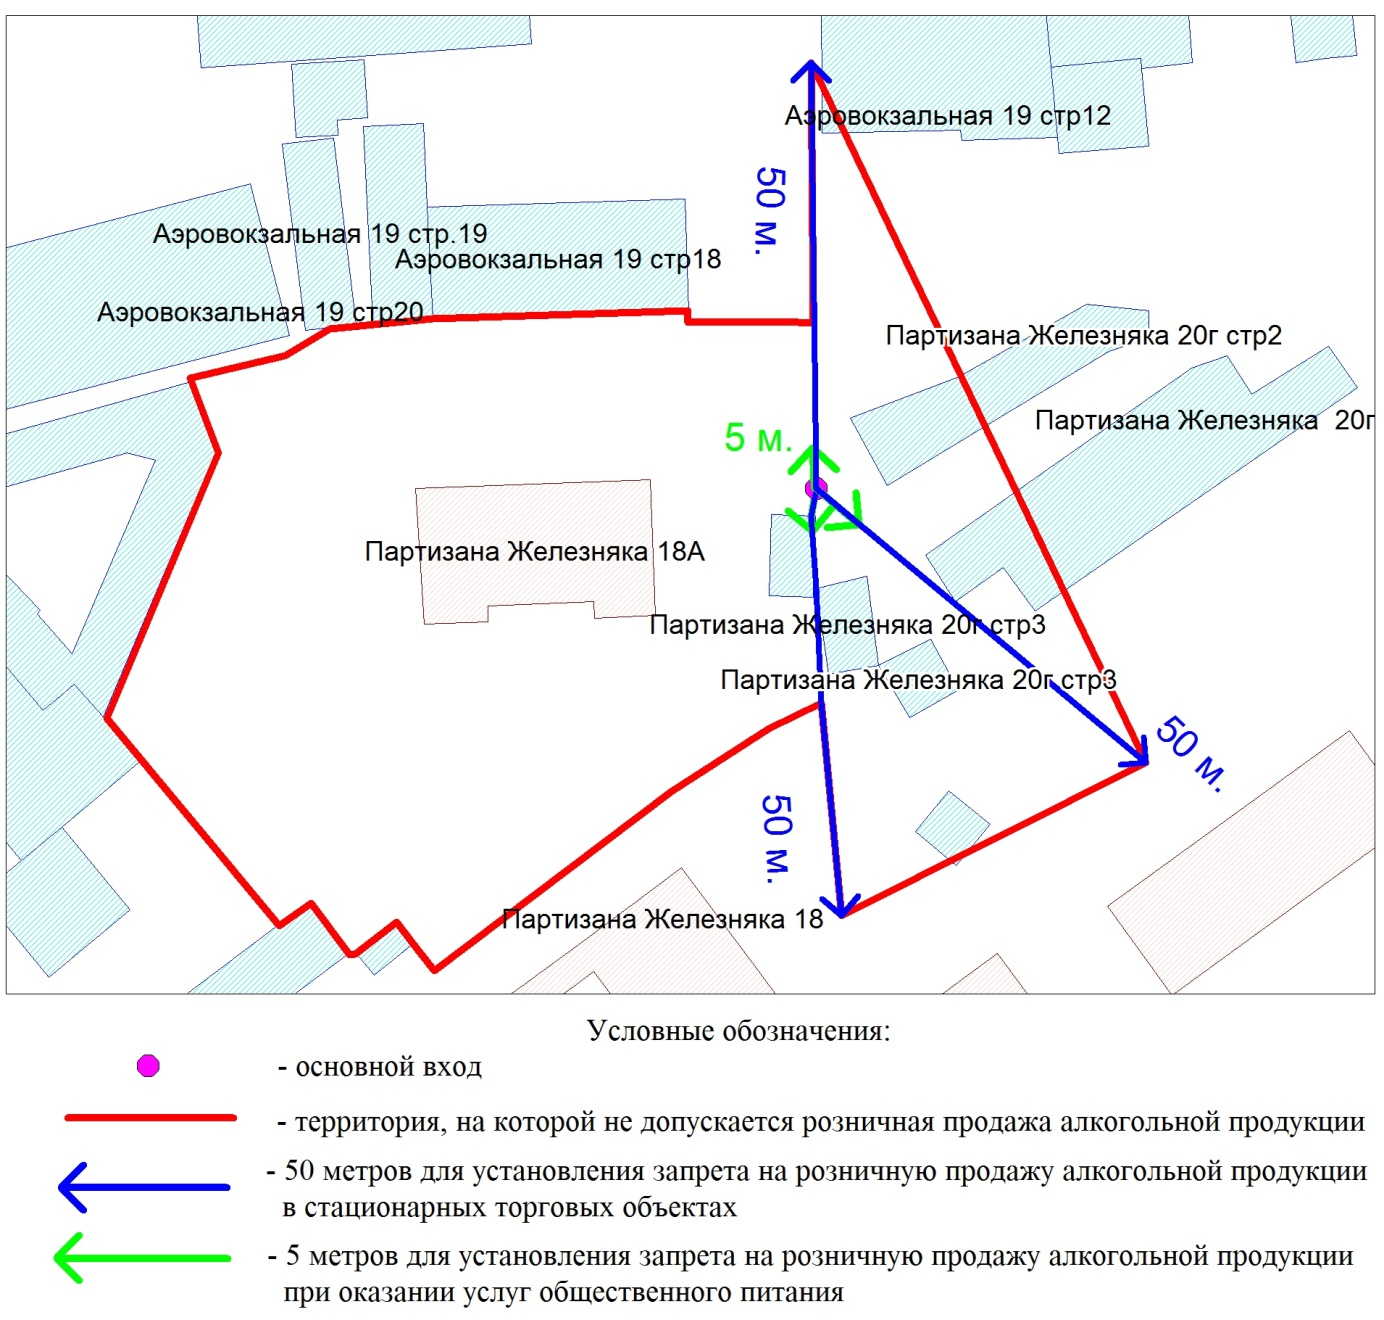 Аэровокзальная 19 стр12
50 м.
Аэровокзальная 19 стр.19
Аэровокзальная 19 стр18
Аэровокзальная 19 стр20
Партизана Железняка 20г стр2
Партизана Железняка 20г
5 м.
Партизана Железняка 18А
Партизана Железняка 20г стр3
Партизана Железняка 20г стр3
50 м.
50 м.
Партизана Железняка 18
Условные обозначения:
- основной вход
- территория, на которой не допускается розничная продажа алкогольной продукции
- 50 метров для установления запрета на розничную продажу алкогольной продукции
в стационарных торговых объектах
- 5 метров для установления запрета на розничную продажу алкогольной продукции
при оказании услуг общественного питания